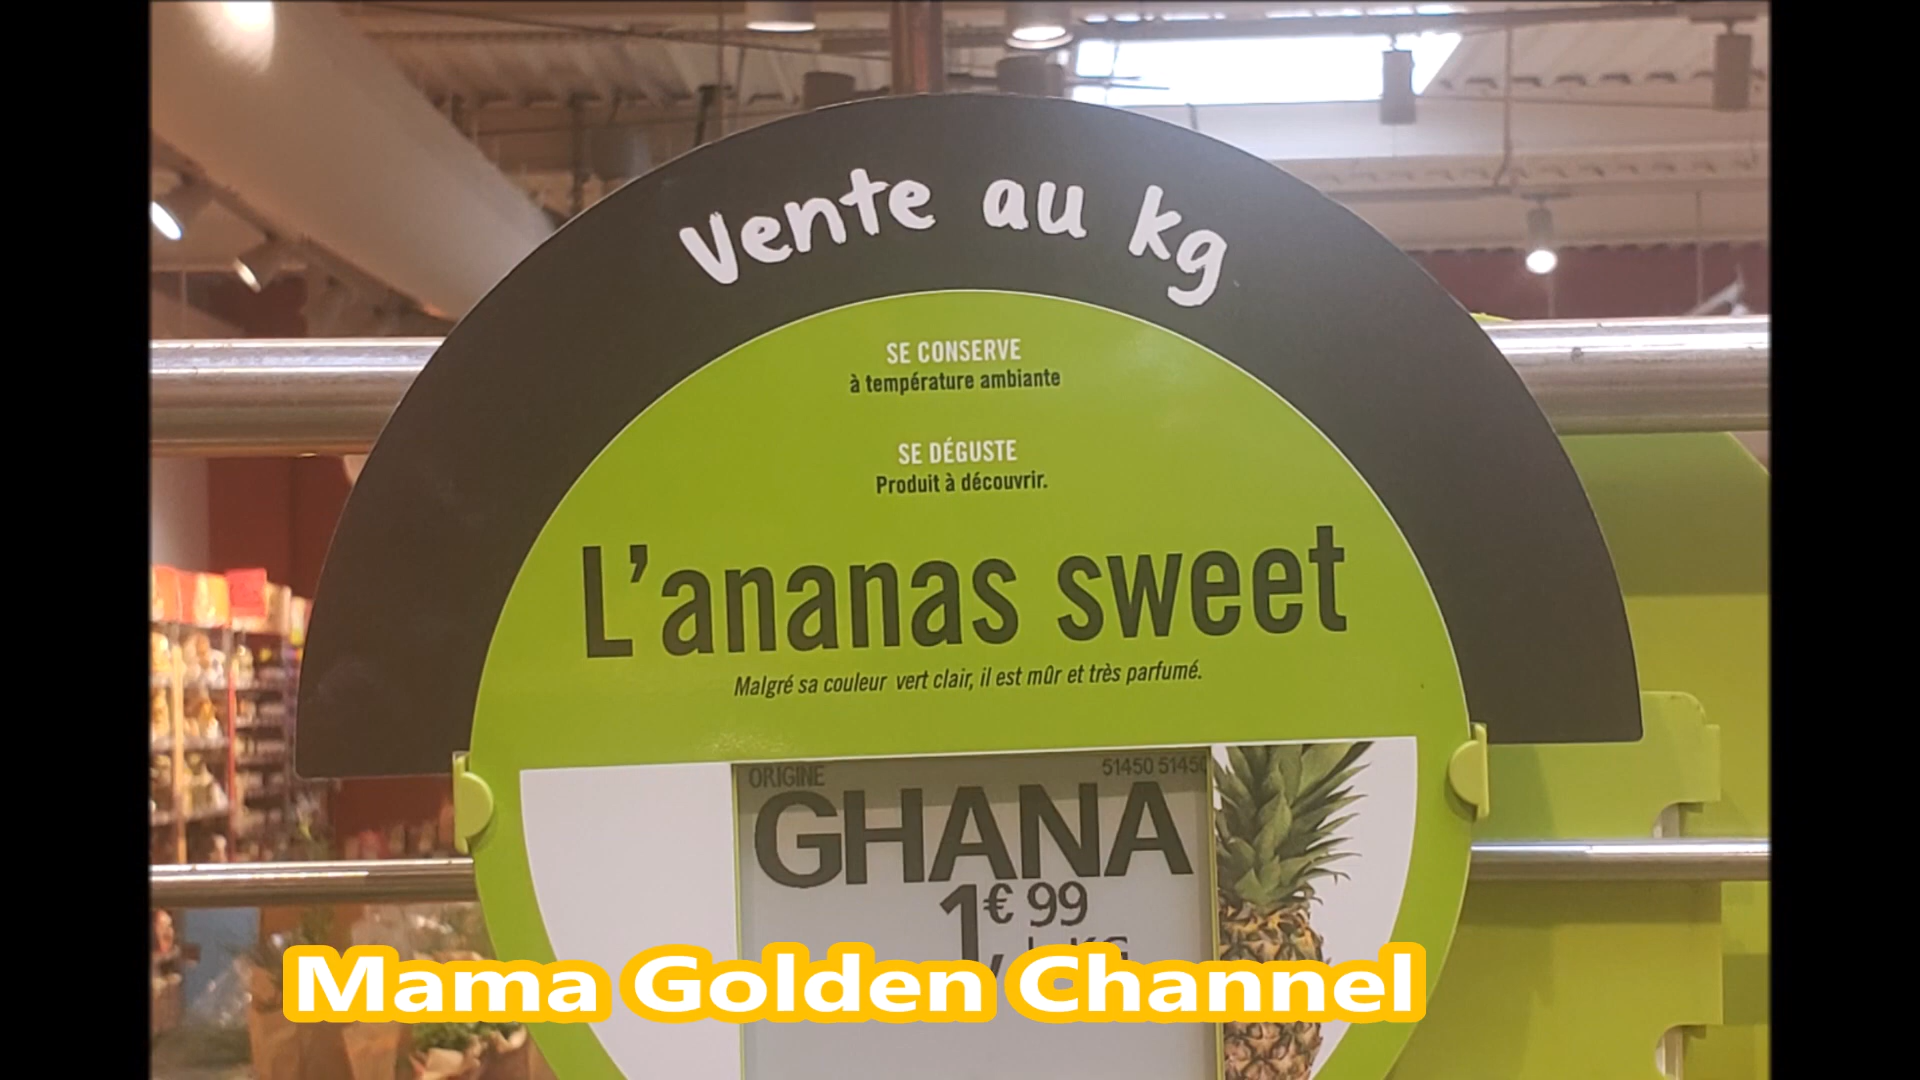 Vente au kg
SE CONSERVE
à température ambiante
SE DÉGUSTE
Produit à découvrir.
L'ananas sweet
Malgré sa couleur vert clair, il est mûr et très parfumé.
ORIGINE 51450 51450
GHANA
1€99
Mama Golden Channel